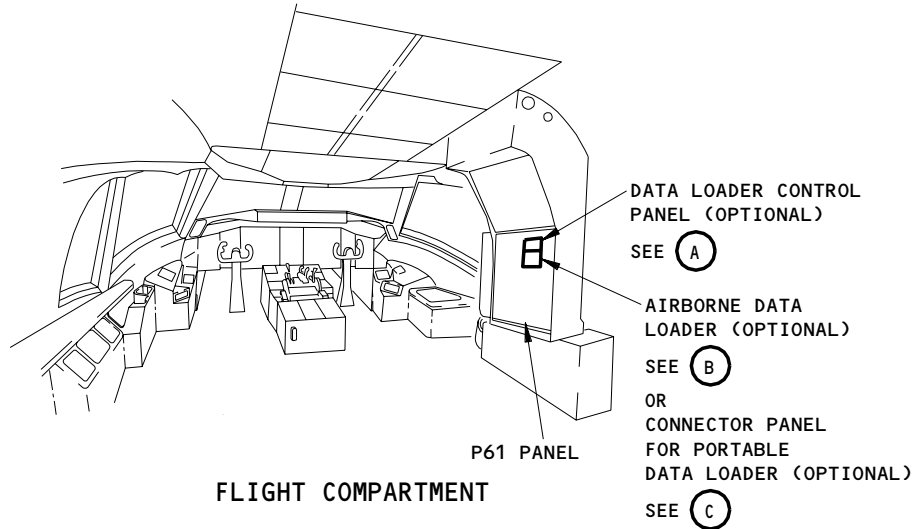 DATA LOADER CONTROL
PANEL (OPTIONAL)
SEE A
AIRBORNE DATA
LOADER (OPTIONAL)
SEE B
OR
CONNECTOR PANEL
FOR PORTABLE
DATA LOADER (OPTIONAL)
SEE C
P61 PANEL
FLIGHT COMPARTMENT